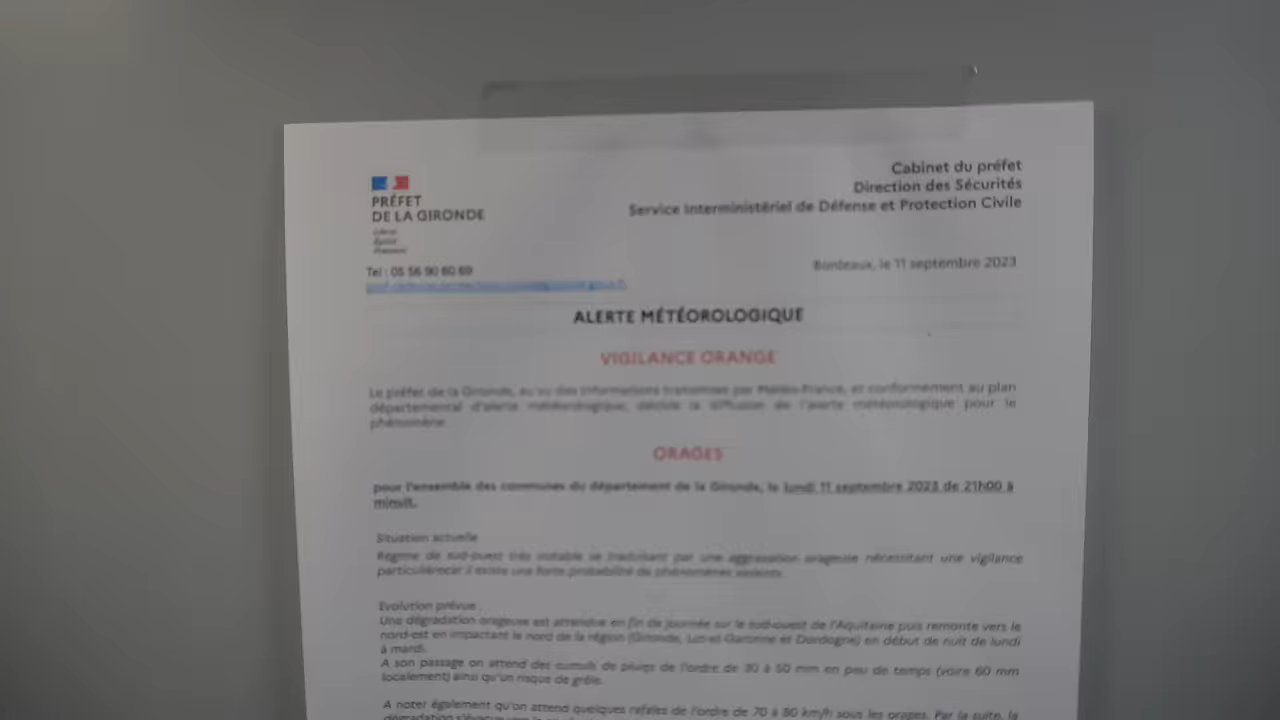 PRÉFET
DE LA GIRONDE
Liberté
Égalité
Fraternité
Cabinet du préfet
Direction des Sécurités
Service Interministériel de Défense et Protection Civile
Tel : 05 56 90 60 69
Bordeaux, le 11 septembre 2023
ALERTE MÉTÉOROLOGIQUE
VIGILANCE ORANGE
Le préfet de la Gironde, au vu des informations transmises par Météo-France, et conformément au plan
départemental d'alerte météorologique, décide la diffusion de l'alerte météorologique pour le
phénomène
ORAGES
pour l'ensemble des communes du département de la Gironde, le lundi 11 septembre 2023 de 21h00 à
minuit.
Situation actuelle
Régime de sud-ouest très instable se traduisant par une aggravation orageuse nécessitant une vigilance
particulièrecar il existe une forte probabilité de phénomènes violents.
Evolution prévue
Une dégradation orageuse est attendue en fin de journée sur le sud-ouest de l'Aquitaine puis remonte vers le
nord-est en impactant le nord de la région (Gironde, Lot-et-Garonne et Dordogne) en début de nuit de lundi
à mardi.
A son passage on attend des cumuls de pluies de l'ordre de 30 à 50 mm en peu de temps (voire 60 mm
localement) ainsi qu'un risque de grêle.
A noter également qu'on attend quelques rafales de l'ordre de 70 à 80 km/h sous les orages. Par la suite, la
dégradation